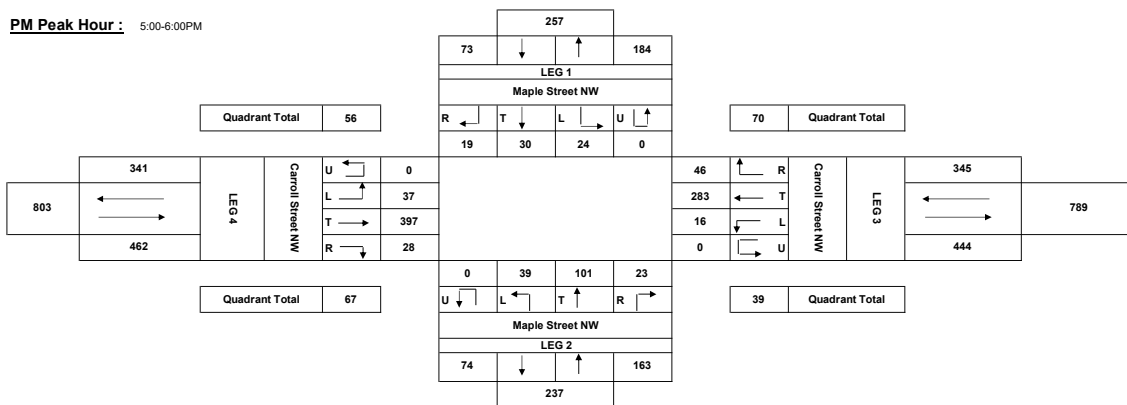 PM Peak Hour : 5:00-6:00PM
257
73 184
LEG 1
Maple Street NW
Quadrant Total 56
R T L U
70 Quadrant Total
19 30 24 0
341
U 0
46 R
345
803
LEG 4
Carroll Street NW
L 37
283 T
Carroll Street NW
LEG 3
789
T 397
16 L
462
R 28
0 U
444
0 39 101 23
Quadrant Total 67
U L T R
39 Quadrant Total
Maple Street NW
LEG 2
74 163
237